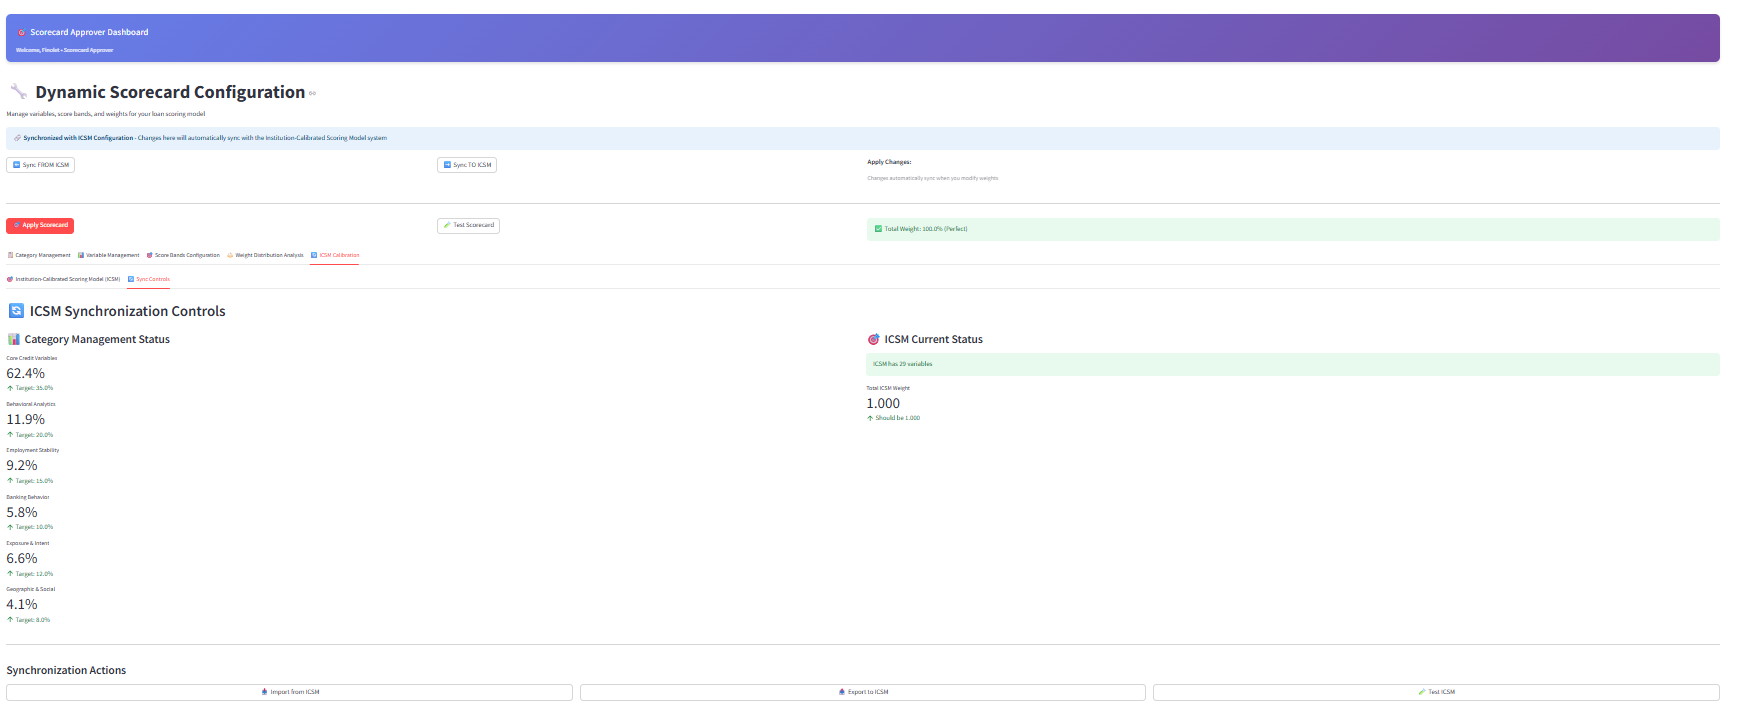 Scorecard Approver Dashboard
Welcome, Finolet • Scorecard Approver
Dynamic Scorecard Configuration
Manage variables, score bands, and weights for your loan scoring model
Synchronized with ICSM Configuration - Changes here will automatically sync with the Institution-Calibrated Scoring Model system
Sync FROM ICSM
Sync TO ICSM
Apply Changes:
Changes automatically sync when you modify weights
Apply Scorecard
Test Scorecard
Total Weight: 100.0% (Perfect)
Category Management
Variable Management
Score Bands Configuration
Weight Distribution Analysis
ICSM Calibration
Institution-Calibrated Scoring Model (ICSM)
Sync Controls
ICSM Synchronization Controls
Category Management Status
Core Credit Variables
62.4%
Target: 35.0%
Behavioral Analytics
11.9%
Target: 20.0%
Employment Stability
9.2%
Target: 15.0%
Banking Behavior
5.8%
Target: 10.0%
Exposure & Intent
6.6%
Target: 12.0%
Geographic & Social
4.1%
Target: 8.0%
ICSM Current Status
ICSM has 29 variables
Total ICSM Weight
1.000
Should be 1.000
Synchronization Actions
Import from ICSM
Export to ICSM
Test ICSM